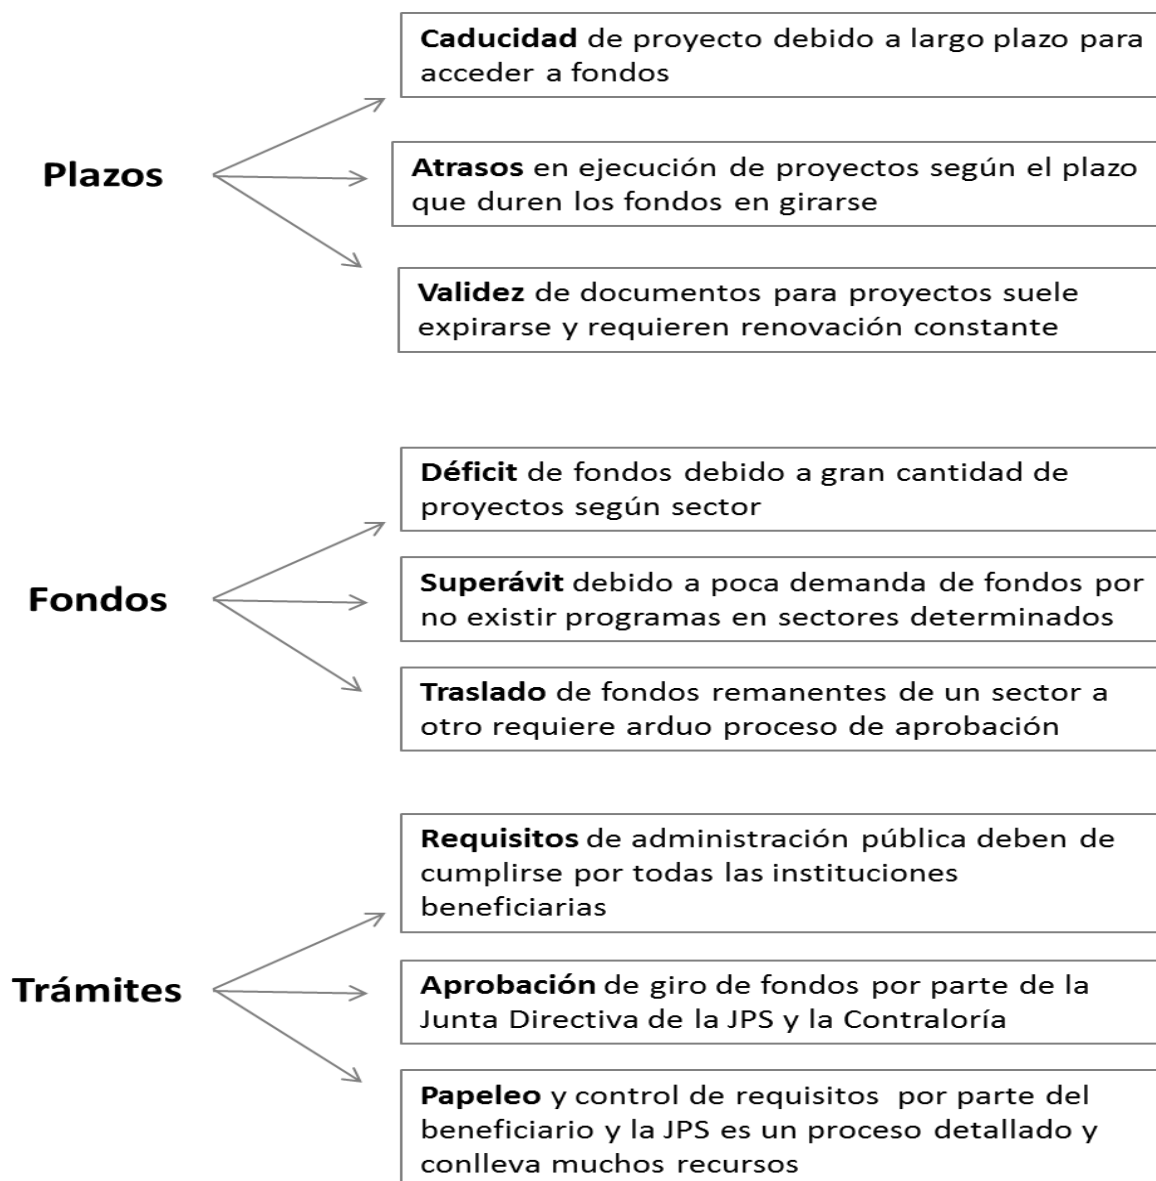 Plazos
Caducidad de proyecto debido a largo plazo para
acceder a fondos
Atrasos en ejecución de proyectos según el plazo
que duren los fondos en girarse
Validez de documentos para proyectos suele
expirarse y requieren renovación constante
Fondos
Déficit de fondos debido a gran cantidad de
proyectos según sector
Superávit debido a poca demanda de fondos por
no existir programas en sectores determinados
Traslado de fondos remanentes de un sector a
otro requiere arduo proceso de aprobación
Trámites
Requisitos de administración pública deben de
cumplirse por todas las instituciones
beneficiarias
Aprobación de giro de fondos por parte de la
Junta Directiva de la JPS y la Contraloría
Papeleo y control de requisitos por parte del
beneficiario y la JPS es un proceso detallado y
conlleva muchos recursos